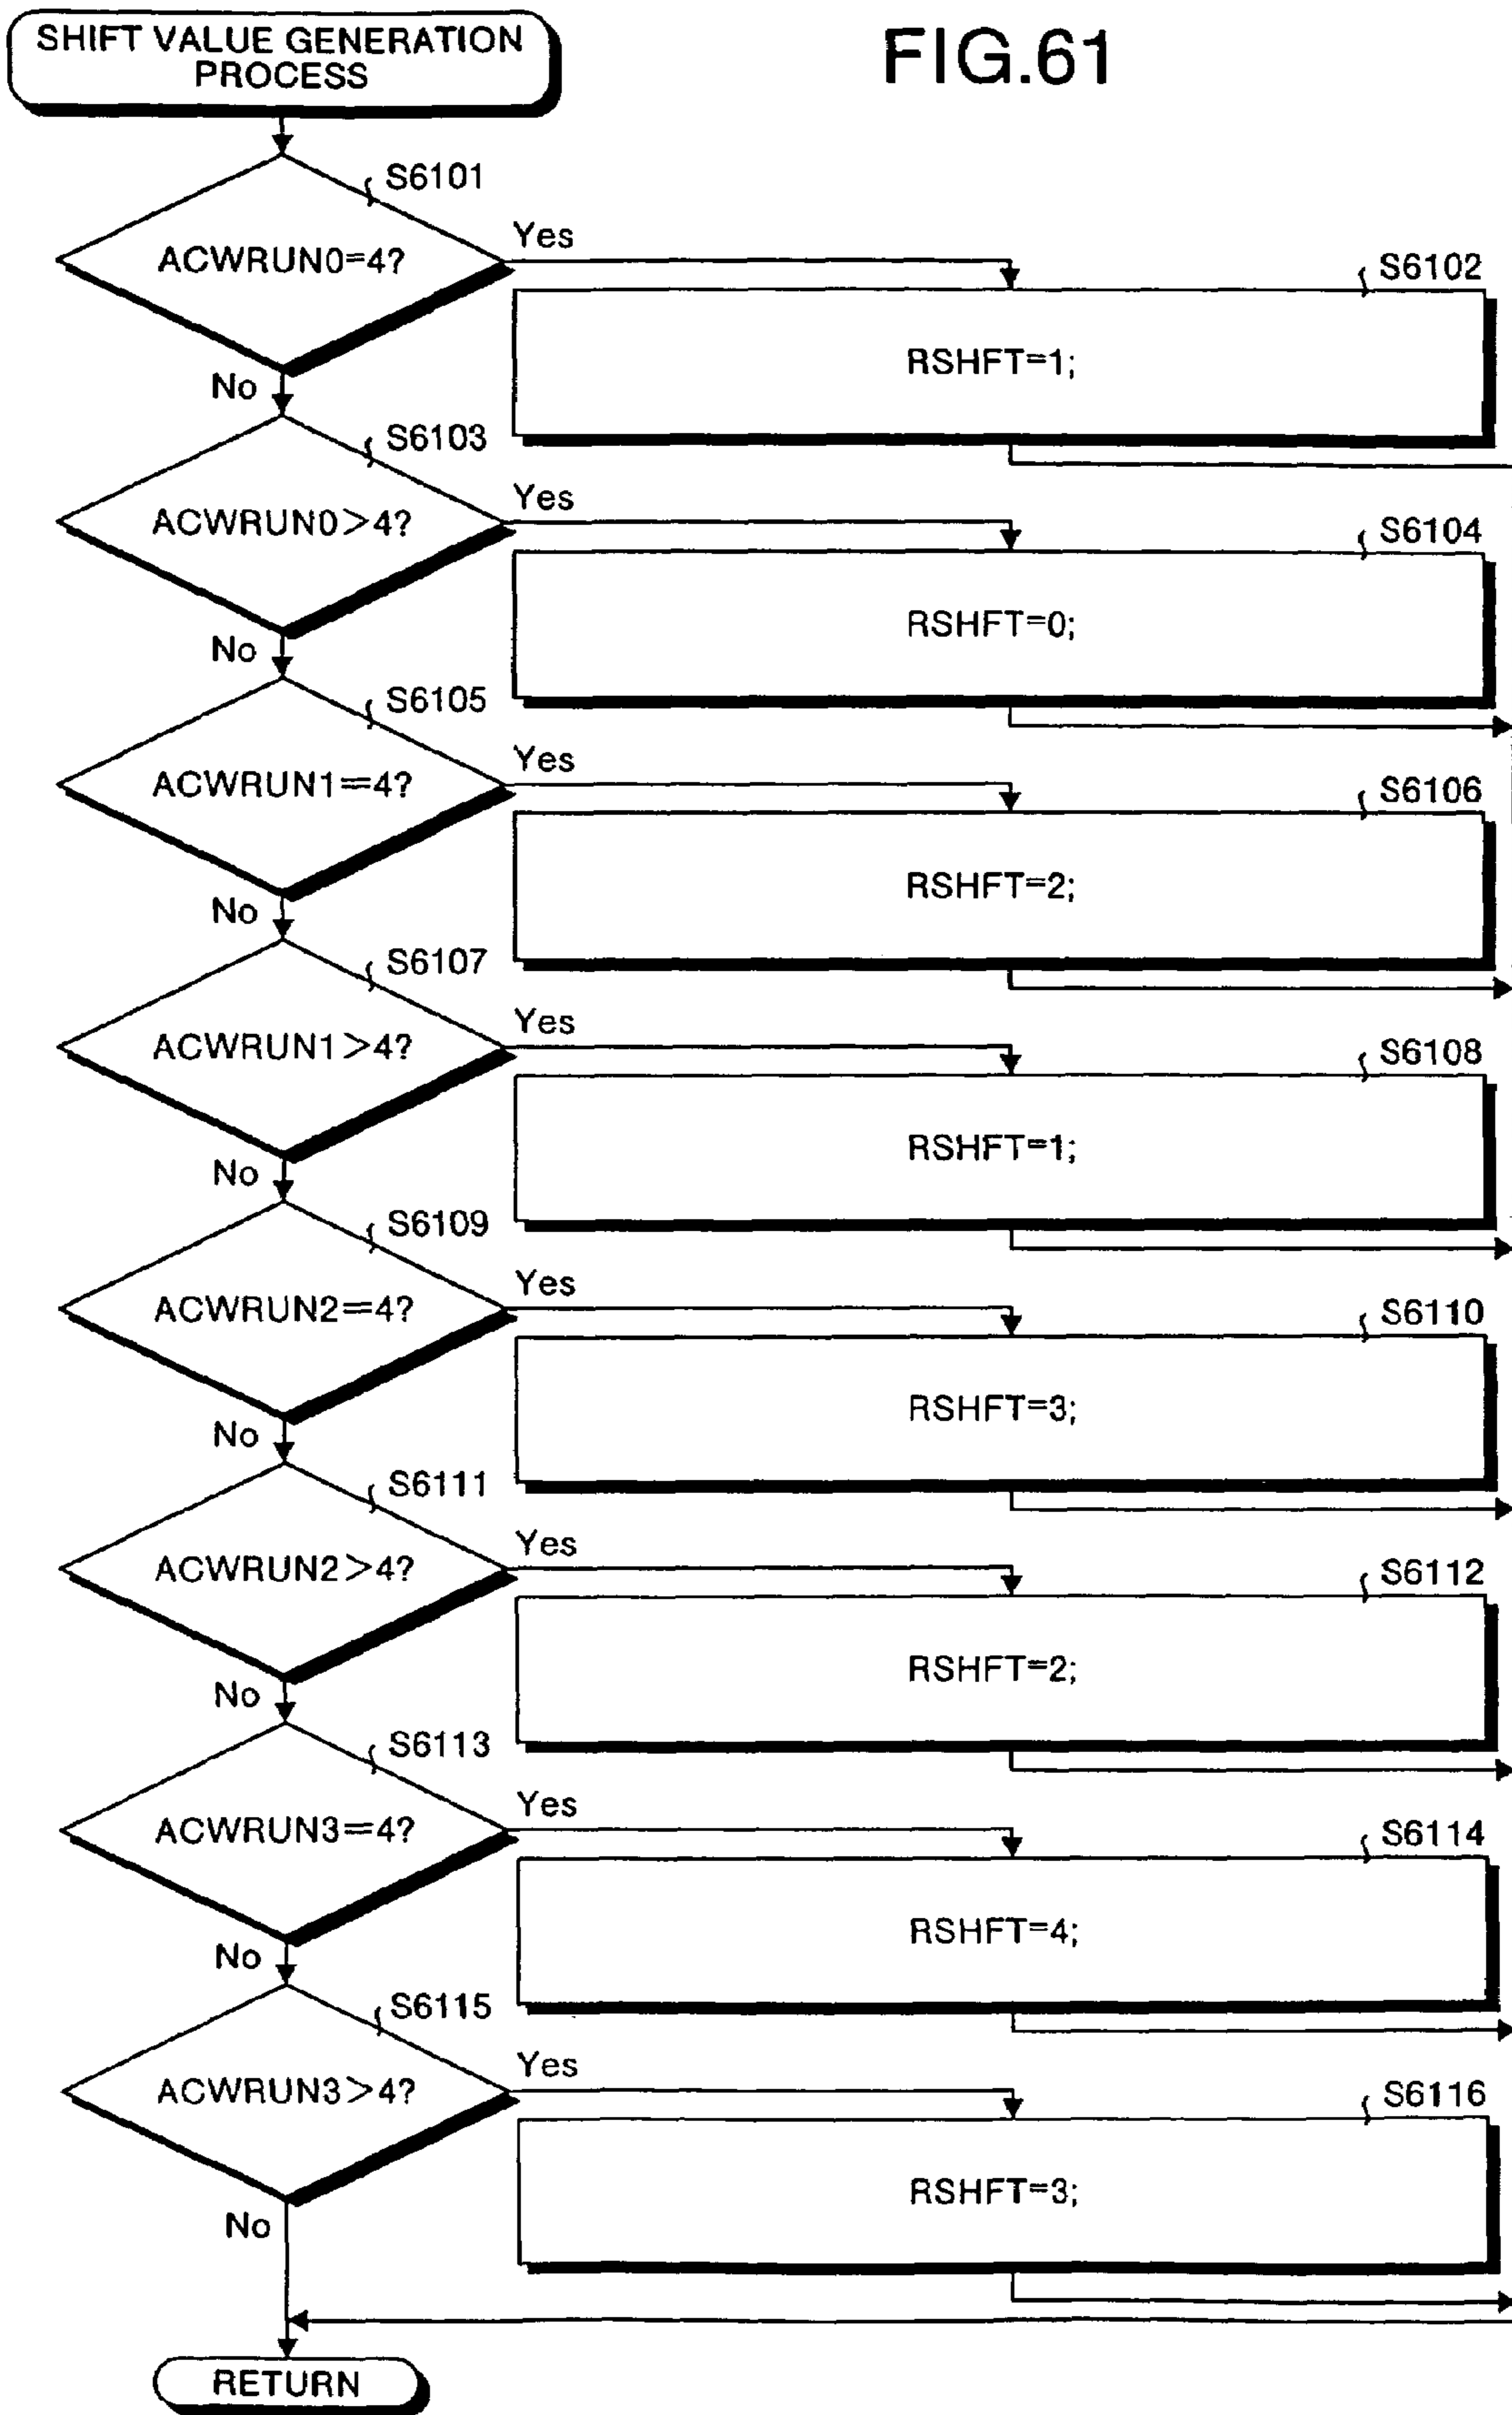 SHIFT VALUE GENERATION
PROCESS
FIG.61
S6101
ACWRUN0=4?
Yes
S6102
RSHFT=1;
No
S6103
ACWRUN0>4?
Yes
S6104
RSHFT=0;
No
S6105
ACWRUN1=4?
Yes
S6106
RSHFT=2;
No
S6107
ACWRUN1>4?
Yes
S6108
RSHFT=1;
No
S6109
ACWRUN2=4?
Yes
S6110
RSHFT=3;
No
S6111
ACWRUN2>4?
Yes
S6112
RSHFT=2;
No
S6113
ACWRUN3=4?
Yes
S6114
RSHFT=4;
No
S6115
ACWRUN3>4?
Yes
S6116
RSHFT=3;
No
RETURN